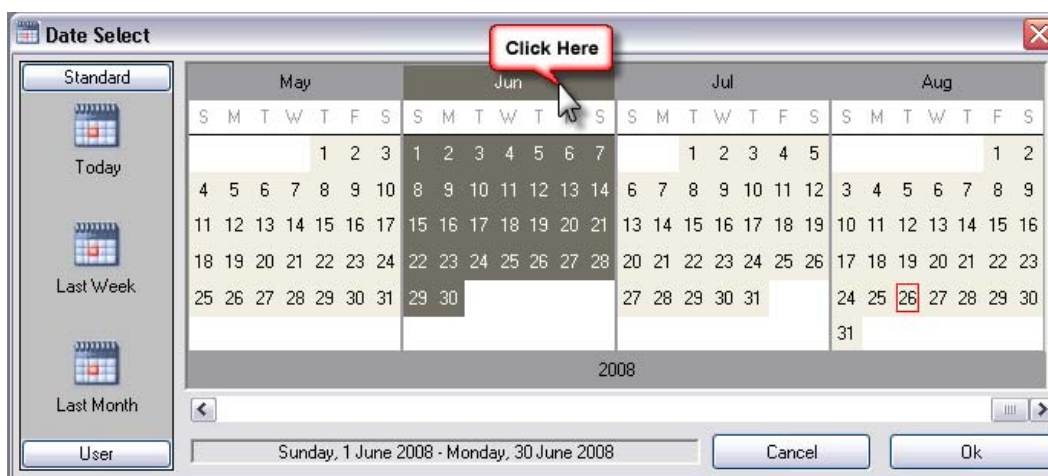 Date Select
Click Here
Standard
Today
Last Week
Last Month
User
May Jun Jul Aug
S M T W T F S S M T W T S S M T W T F S S M T W T F S
1 2 3 1 2 3 4 5 6 7 1 2 3 4 5 1 2
4 5 6 7 8 9 10 8 9 10 11 12 13 14 6 7 8 9 10 11 12 3 4 5 6 7 8 9
11 12 13 14 15 16 17 15 16 17 18 19 20 21 13 14 15 16 17 18 19 10 11 12 13 14 15 16
18 19 20 21 22 23 24 22 23 24 25 26 27 28 20 21 22 23 24 25 26 17 18 19 20 21 22 23
25 26 27 28 29 30 31 29 30 27 28 29 30 31 24 25 26 27 28 29 30
31
2008
Sunday, 1 June 2008 - Monday, 30 June 2008
Cancel
Ok